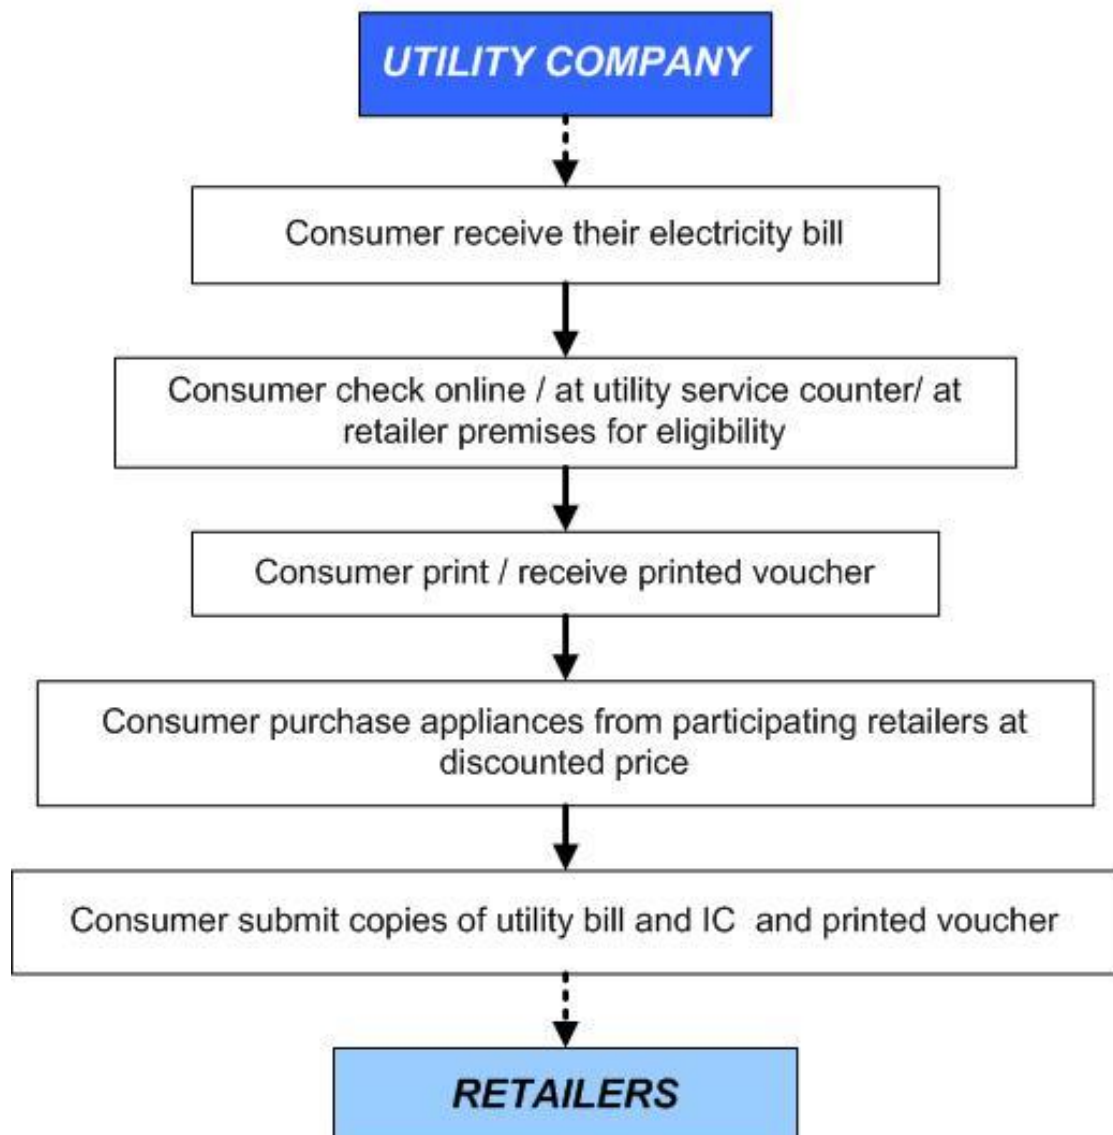 UTILITY COMPANY
Consumer receive their electricity bill
Consumer check online / at utility service counter/ at
retailer premises for eligibility
Consumer print / receive printed voucher
Consumer purchase appliances from participating retailers at
discounted price
Consumer submit copies of utility bill and IC  and printed voucher
RETAILERS